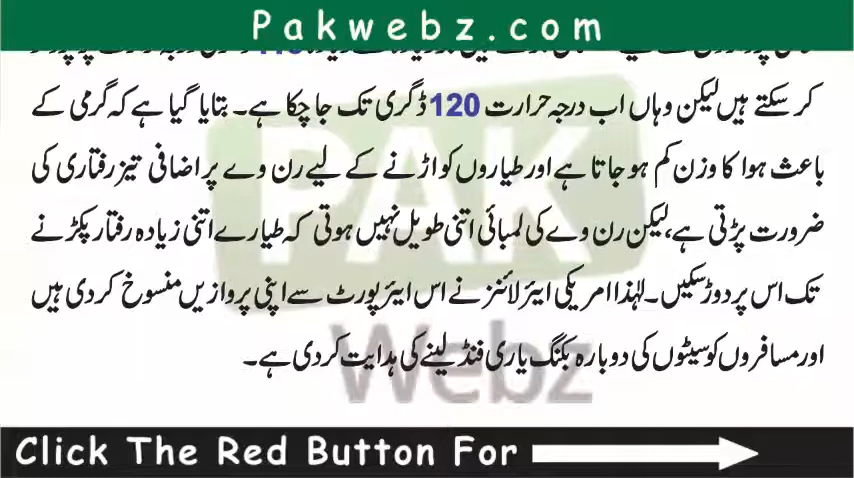 Pakwebz.com
کر سکتے ہیں لیکن وہاں اب درجہ حرارت 120 ڈگری تک جا چکا ہے۔ بتایا گیا ہے کہ گرمی کے
باعث ہوا کا وزن کم ہو جاتا ہے اور طیاروں کو اڑنے کے لیے رن وے پر اضافی تیز رفتاری کی
ضرورت پڑتی ہے، لیکن رن وے کی لمبائی اتنی طویل نہیں ہوتی کہ طیارے اتنی زیادہ رفتار پکڑنے
تک اس پر دوڑ سکیں۔ لہٰذا امریکی ایئر لائنز نے اس ایئرپورٹ سے اپنی پروازیں منسوخ کر دی ہیں
اور مسافروں کو سیٹوں کی دوبارہ بکنگ یا ری فنڈ لینے کی ہدایت کر دی ہے۔
PAK
Webz
Click The Red Button For